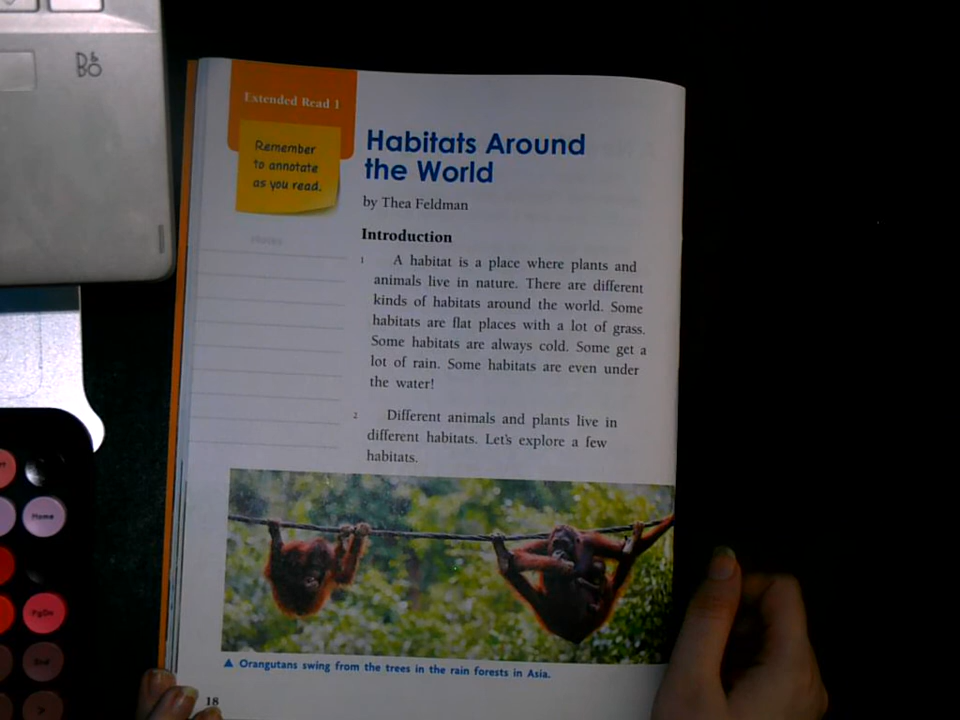 B&O
Extended Read 1
Remember
to annotate
as you read.
Habitats Around
the World
by Thea Feldman
Notes
Introduction
1 A habitat is a place where plants and
animals live in nature. There are different
kinds of habitats around the world. Some
habitats are flat places with a lot of grass.
Some habitats are always cold. Some get a
lot of rain. Some habitats are even under
the water!
2 Different animals and plants live in
different habitats. Let's explore a few
habitats.
▲ Orangutans swing from the trees in the rain forests in Asia.
18
Home
PgDn
End